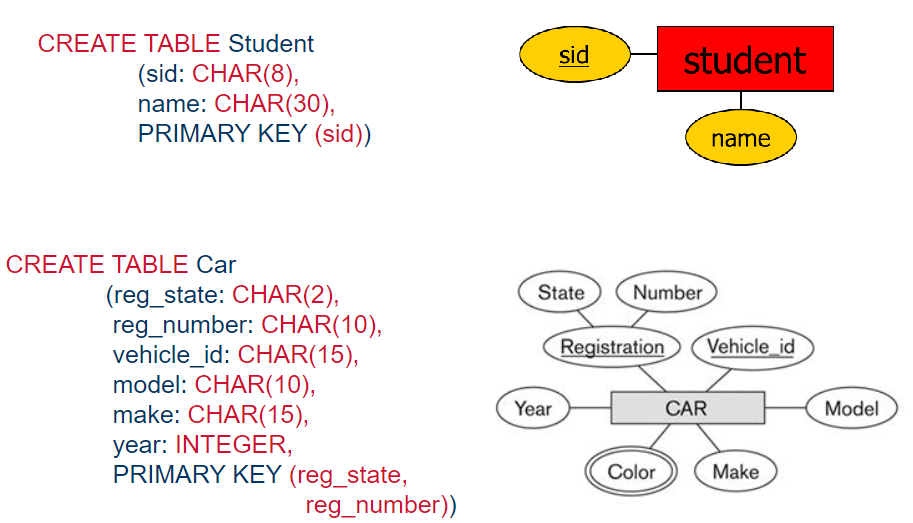 CREATE TABLE Student
(sid: CHAR(8),
name: CHAR(30),
PRIMARY KEY (sid))
sid
student
name
CREATE TABLE Car
(reg_state: CHAR(2),
reg_number: CHAR(10),
vehicle_id: CHAR(15),
model: CHAR(10),
make: CHAR(15),
year: INTEGER,
PRIMARY KEY (reg_state,
reg_number))
State
Number
Registration
Vehicle_id
Year
CAR
Model
Color
Make